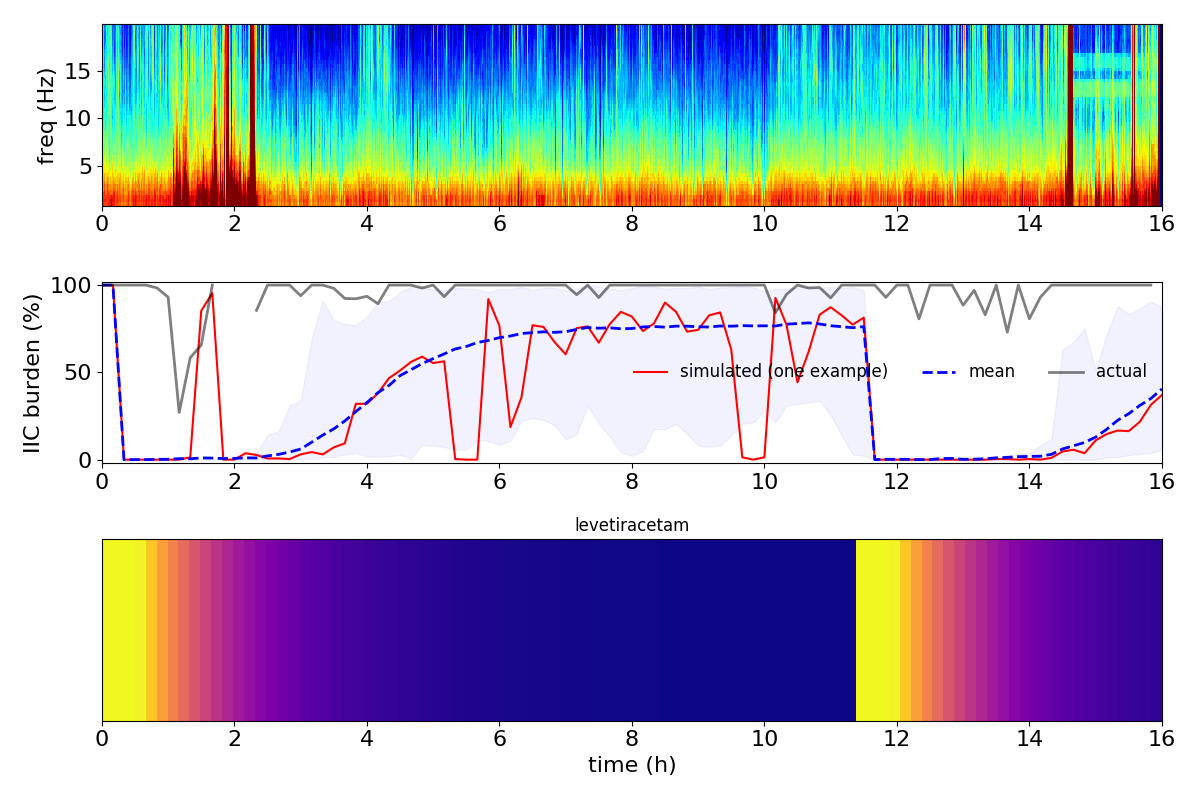 freq (Hz)
15
10
5
0 2 4 6 8 10 12 14 16
IIC burden (%)
100
50
0
simulated (one example) mean actual
0 2 4 6 8 10 12 14 16
levetiracetam
0 2 4 6 8 10 12 14 16
time (h)